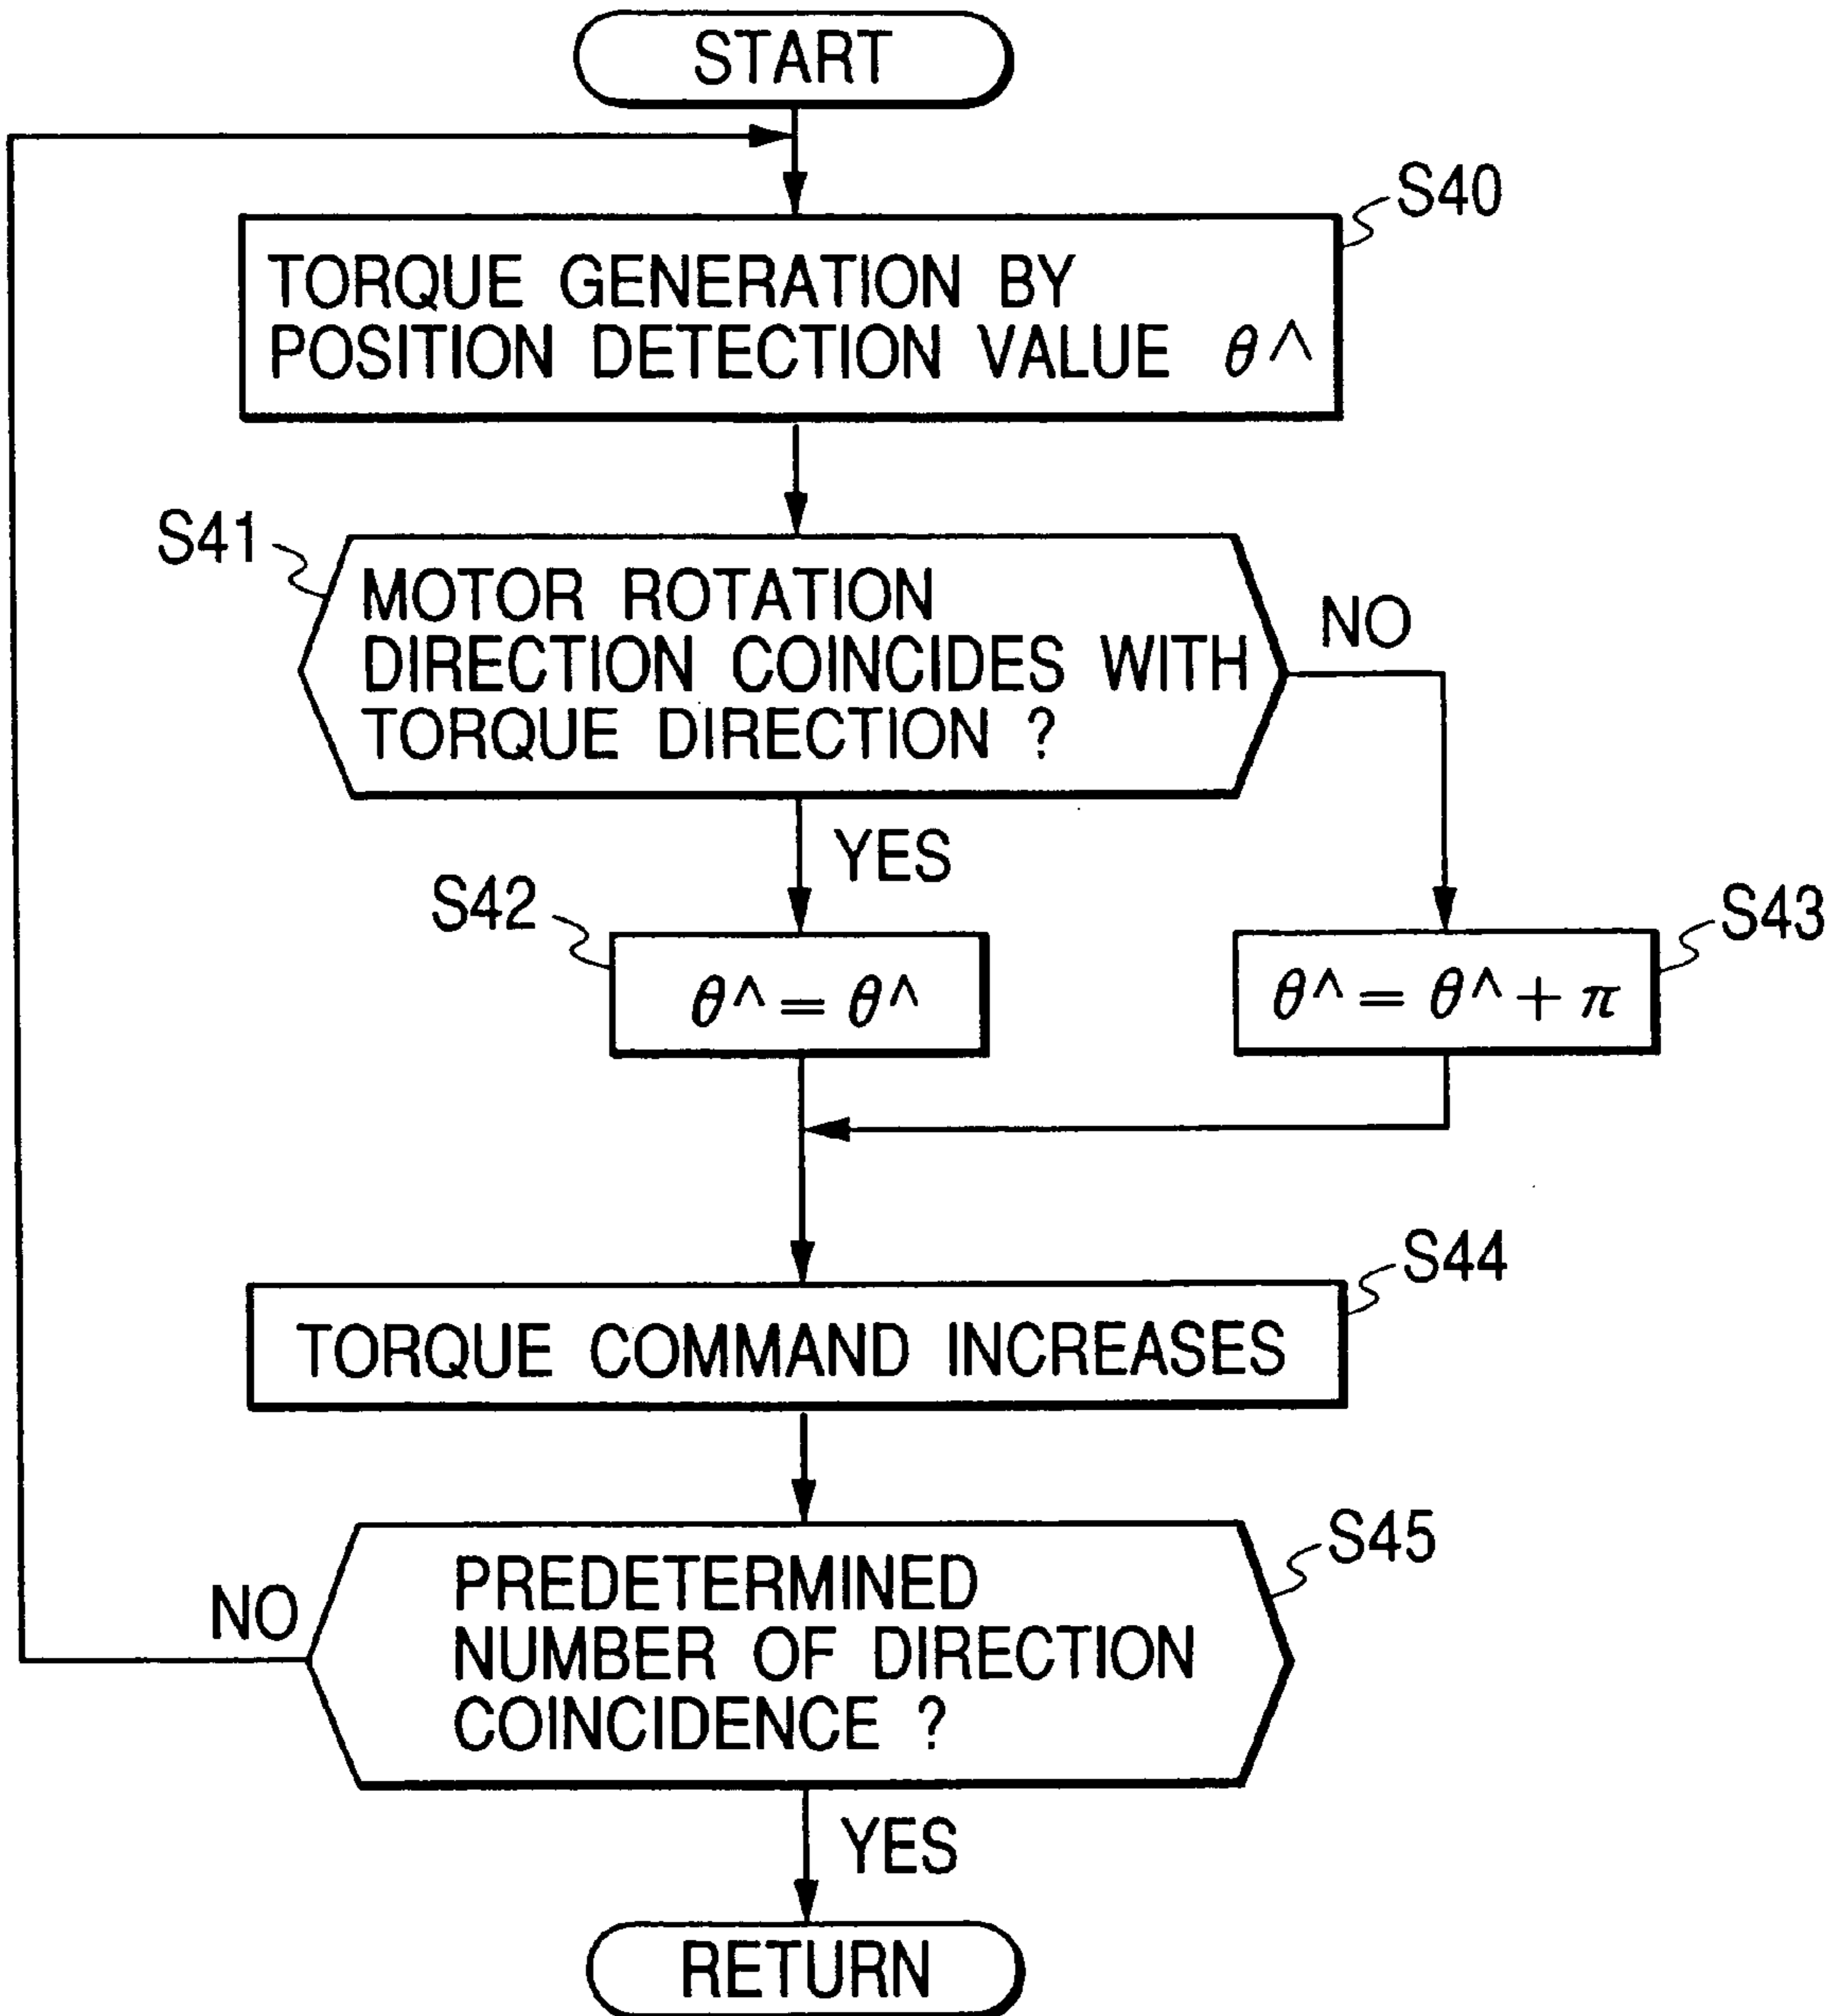 START
S40
TORQUE GENERATION BY
POSITION DETECTION VALUE θ^
S41
MOTOR ROTATION
DIRECTION COINCIDES WITH
TORQUE DIRECTION ?
NO
YES
S42
θ^ = θ^
S43
θ^ = θ^ + π
S44
TORQUE COMMAND INCREASES
S45
PREDETERMINED
NUMBER OF DIRECTION
COINCIDENCE ?
NO
YES
RETURN